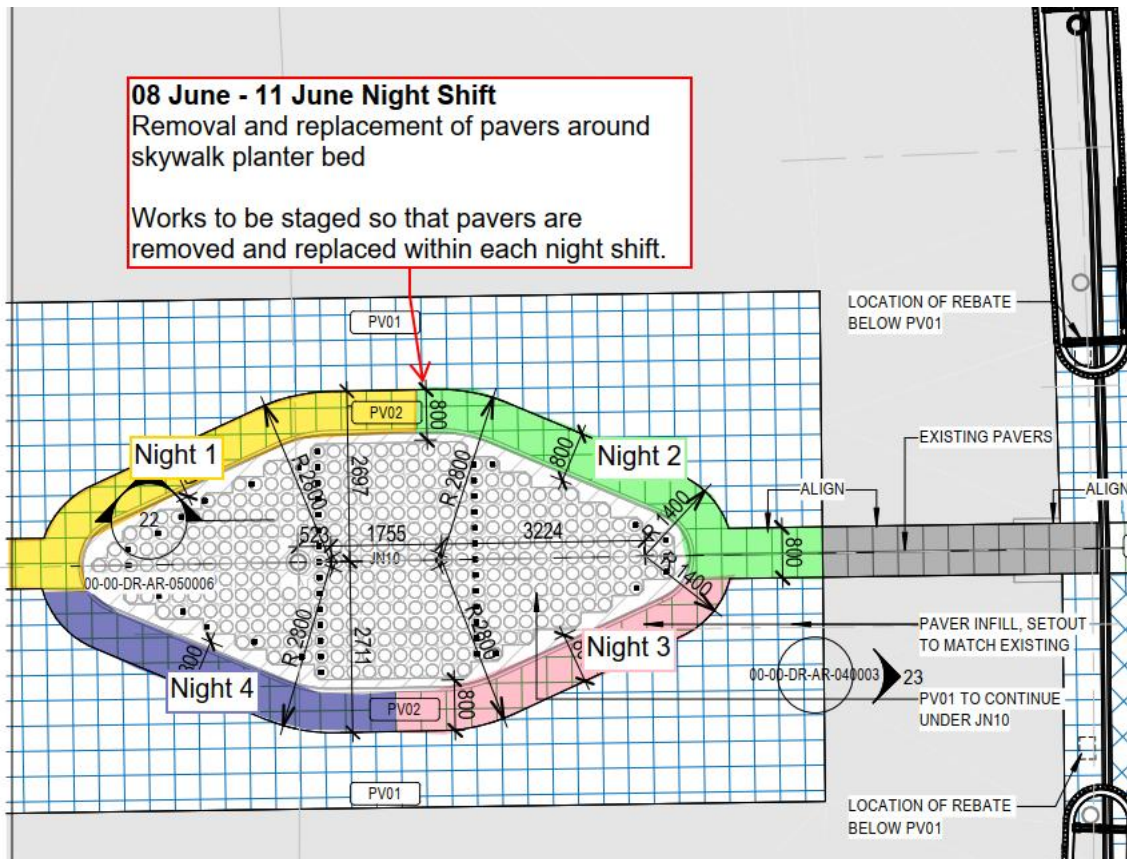 08 June - 11 June Night Shift
Removal and replacement of pavers around
skywalk planter bed
Works to be staged so that pavers are
removed and replaced within each night shift.
PV01
LOCATION OF REBATE
BELOW PV01
PV02
800
Night 1
Night 2
800
EXISTING PAVERS
R 2800
2697
R 2800
ALIGN
ALIGN
22
R 1400
523
1755
3224
800
JN10
00-00-DR-AR-050006
R 1400
R 2800
2711
R 2800
PAVER INFILL, SETOUT
TO MATCH EXISTING
Night 3
Night 4
00-00-DR-AR-040003
23
PV02
800
PV01 TO CONTINUE
UNDER JN10
PV01
LOCATION OF REBATE
BELOW PV01